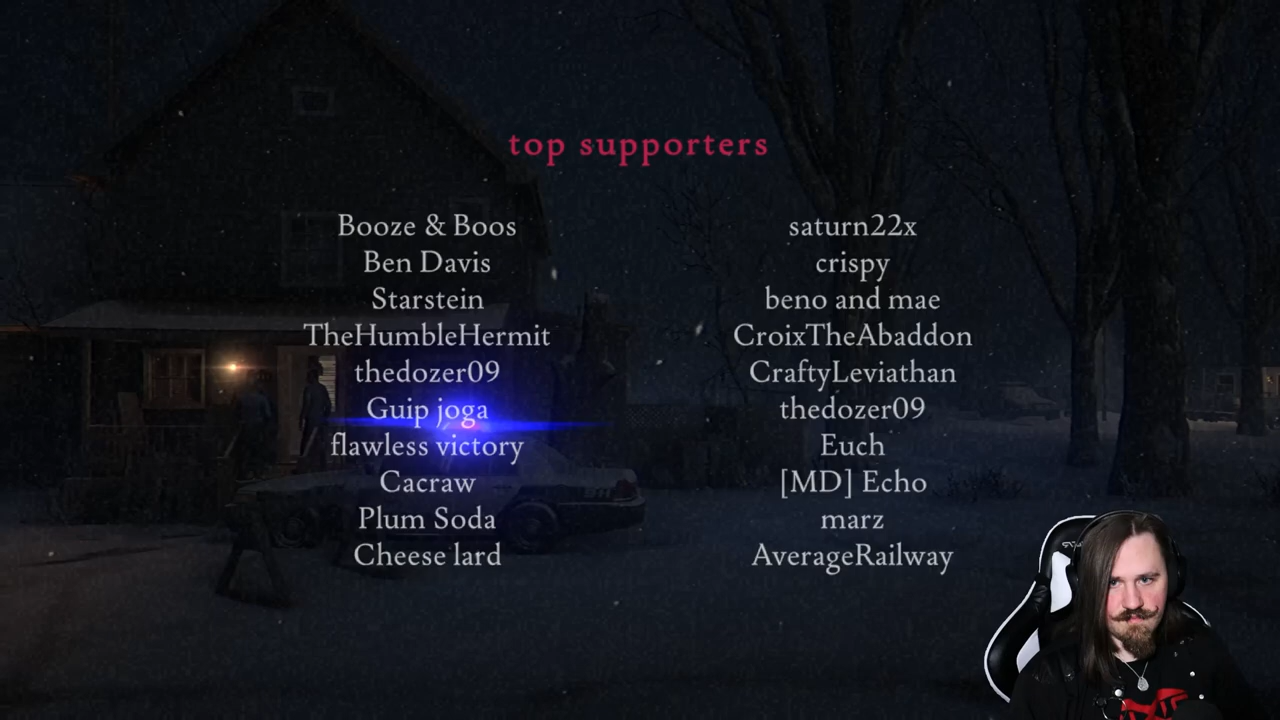 top supporters
Booze & Boos
Ben Davis
Starstein
TheHumbleHermit
thedozer09
Guip joga
flawless victory
Cacraw
Plum Soda
Cheese lard
saturn22x
crispy
beno and mae
CroixTheAbaddon
CraftyLeviathan
thedozer09
Euch
[MD] Echo
marz
AverageRailway